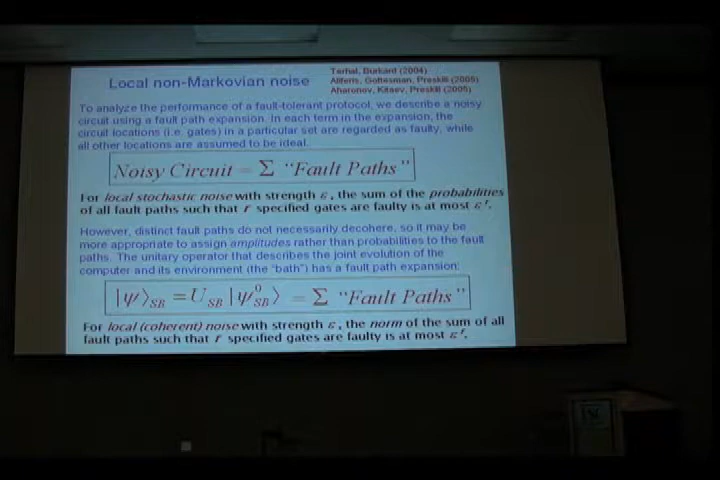 Local non-Markovian noise
Terhal, Burkard (2004)
Aliferis, Gottesman, Preskill (2005)
Aharonov, Kitaev, Preskill (2005)
To analyze the performance of a fault-tolerant protocol, we describe a noisy
circuit using a fault path expansion. In each term in the expansion, the
circuit locations (i.e. gates) in a particular set are regarded as faulty, while
all other locations are assumed to be ideal.
Noisy Circuit = Σ "Fault Paths"
For local stochastic noise with strength ε, the sum of the probabilities
of all fault paths such that r specified gates are faulty is at most ε^r.
However, distinct fault paths do not necessarily decohere, so it may be
more appropriate to assign amplitudes rather than probabilities to the fault
paths. The unitary operator that describes the joint evolution of the
computer and its environment (the "bath") has a fault path expansion:
|ψ⟩_SB = U_SB |ψ^0_SB⟩ = Σ "Fault Paths"
For local (coherent) noise with strength ε, the norm of the sum of all
fault paths such that r specified gates are faulty is at most ε^r.